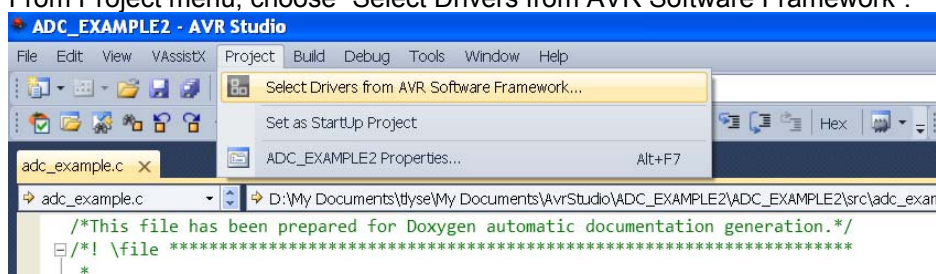 From Project menu, choose "Select Drivers from AVR Software Framework".
ADC_EXAMPLE2 - AVR Studio
File Edit View VAssistX Project Build Debug Tools Window Help
Select Drivers from AVR Software Framework...
Set as StartUp Project
Hex
ADC_EXAMPLE2 Properties... Alt+F7
adc_example.c
adc_example.c D:\My Documents\tlyse\My Documents\AvrStudio\ADC_EXAMPLE2\ADC_EXAMPLE2\src\adc_exam
/*This file has been prepared for Doxygen automatic documentation generation.*/
/*! \file *********************************************************************
*